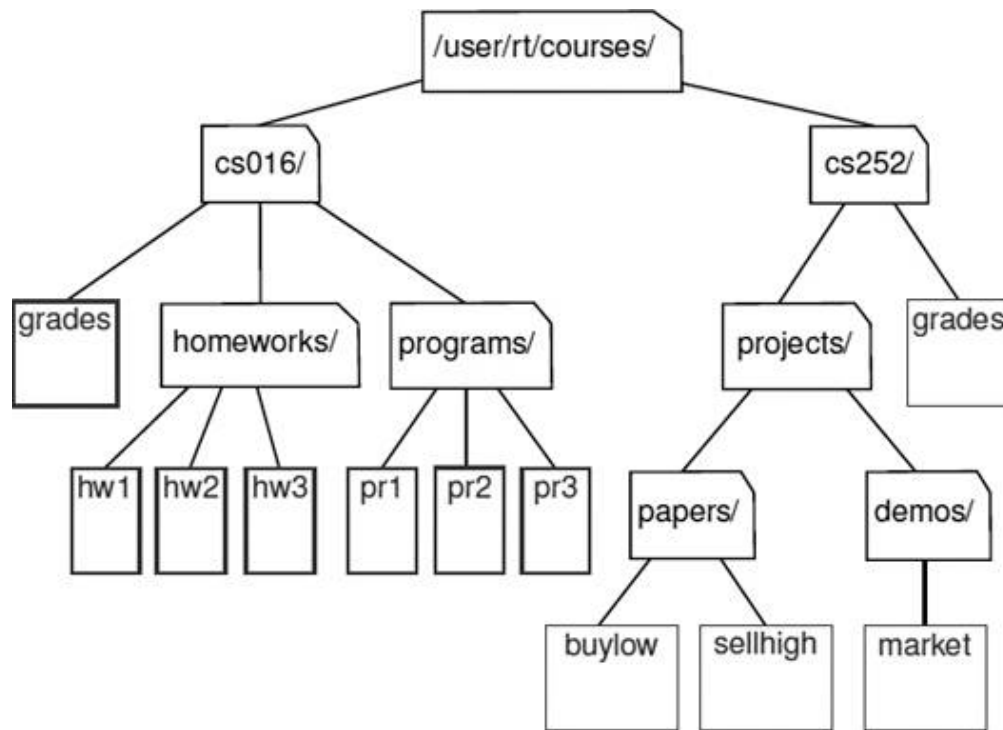 /user/rt/courses/
cs016/
cs252/
grades
homeworks/
programs/
projects/
grades
hw1
hw2
hw3
pr1
pr2
pr3
papers/
demos/
buylow
sellhigh
market